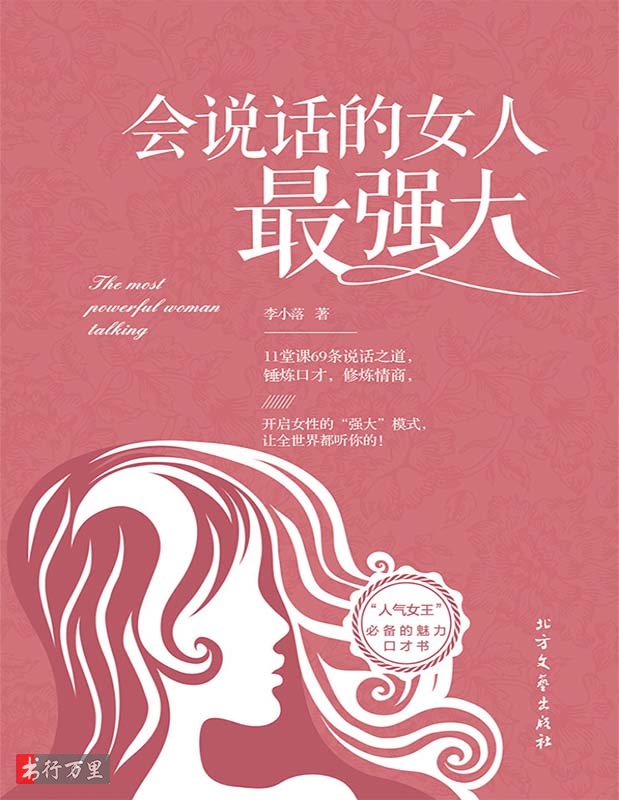 会说话的女人
最强大
The most
powerful woman
talking
李小落 著
11堂课69条说话之道,
锤炼口才,修炼情商,
///////
开启女性的“强大”模式,
让全世界都听你的!
“人气女王”
必备的魅力
口才书
北方文艺出版社
书行万里